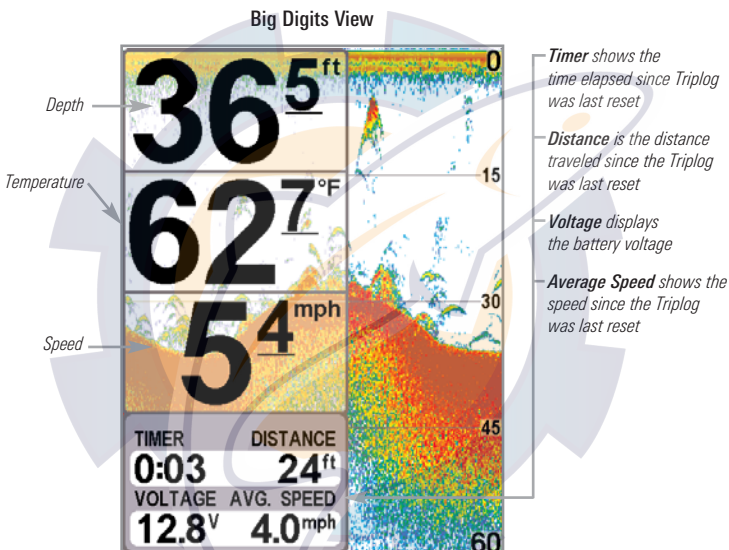 Big Digits View
Depth
Temperature
Speed
36 5 ft
62 7 °F
5 4 mph
TIMER DISTANCE
0:03 24 ft
VOLTAGE AVG. SPEED
12.8 V 4.0 mph
0
15
30
45
60
Timer shows the
time elapsed since Triplog
was last reset
Distance is the distance
traveled since the Triplog
was last reset
Voltage displays
the battery voltage
Average Speed shows the
speed since the Triplog
was last reset